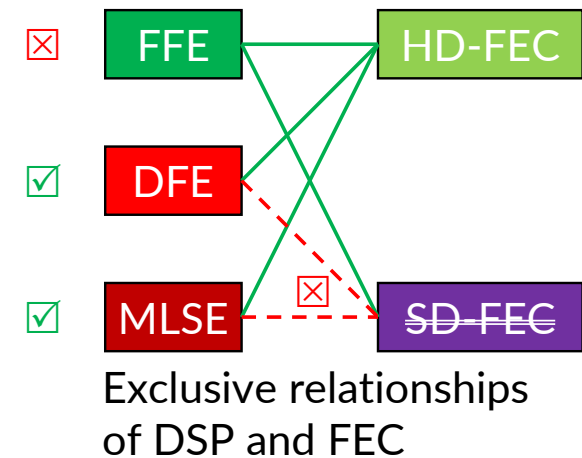 FFE HD-FEC
DFE
MLSE SD-FEC
Exclusive relationships
of DSP and FEC